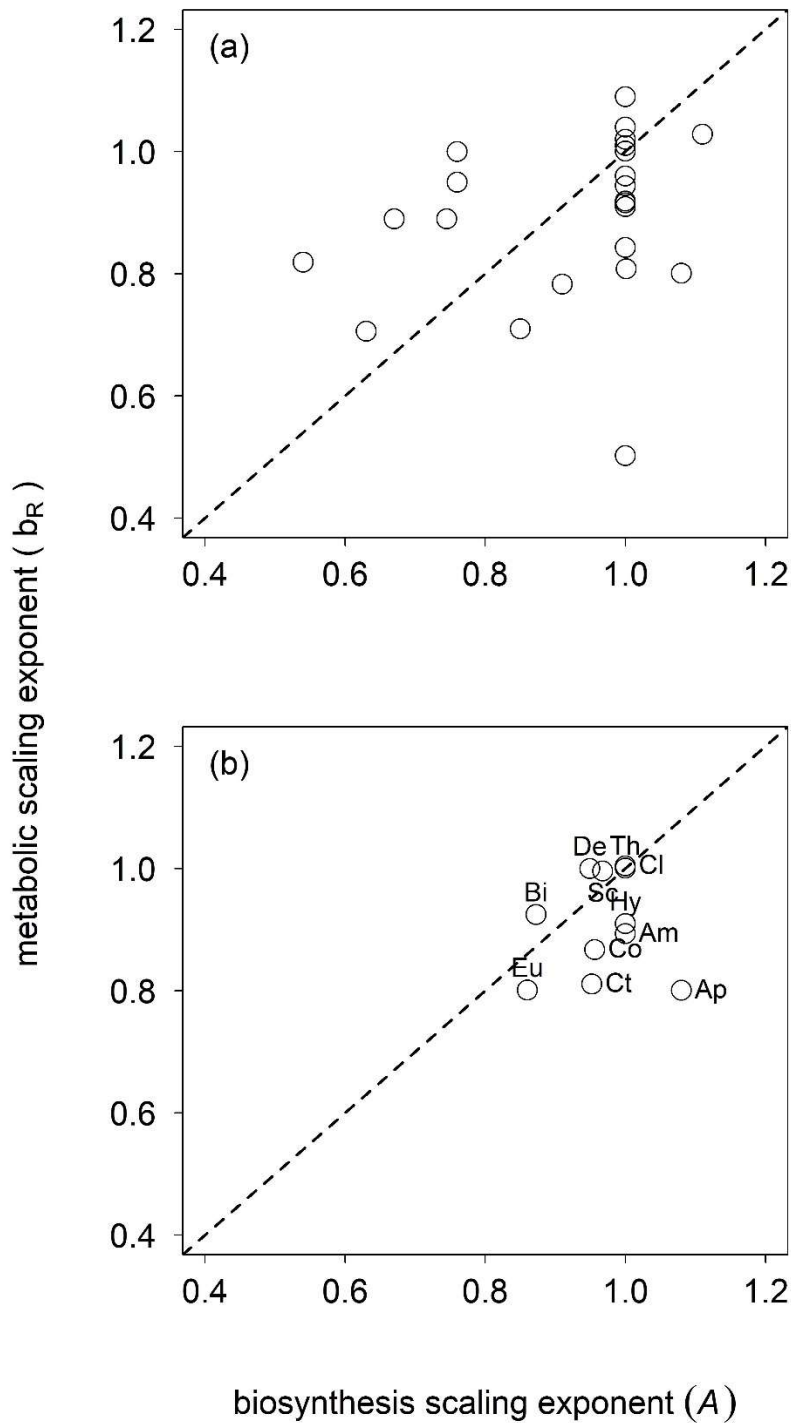 (a)
1.2
1.0
0.8
0.6
0.4
0.4 0.6 0.8 1.0 1.2
metabolic scaling exponent ( bR)
(b)
1.2
1.0
0.8
0.6
0.4
De Th
Cl
Sc
Bi
Hy
Am
Co
Eu
Ct
Ap
0.4 0.6 0.8 1.0 1.2
biosynthesis scaling exponent (A)